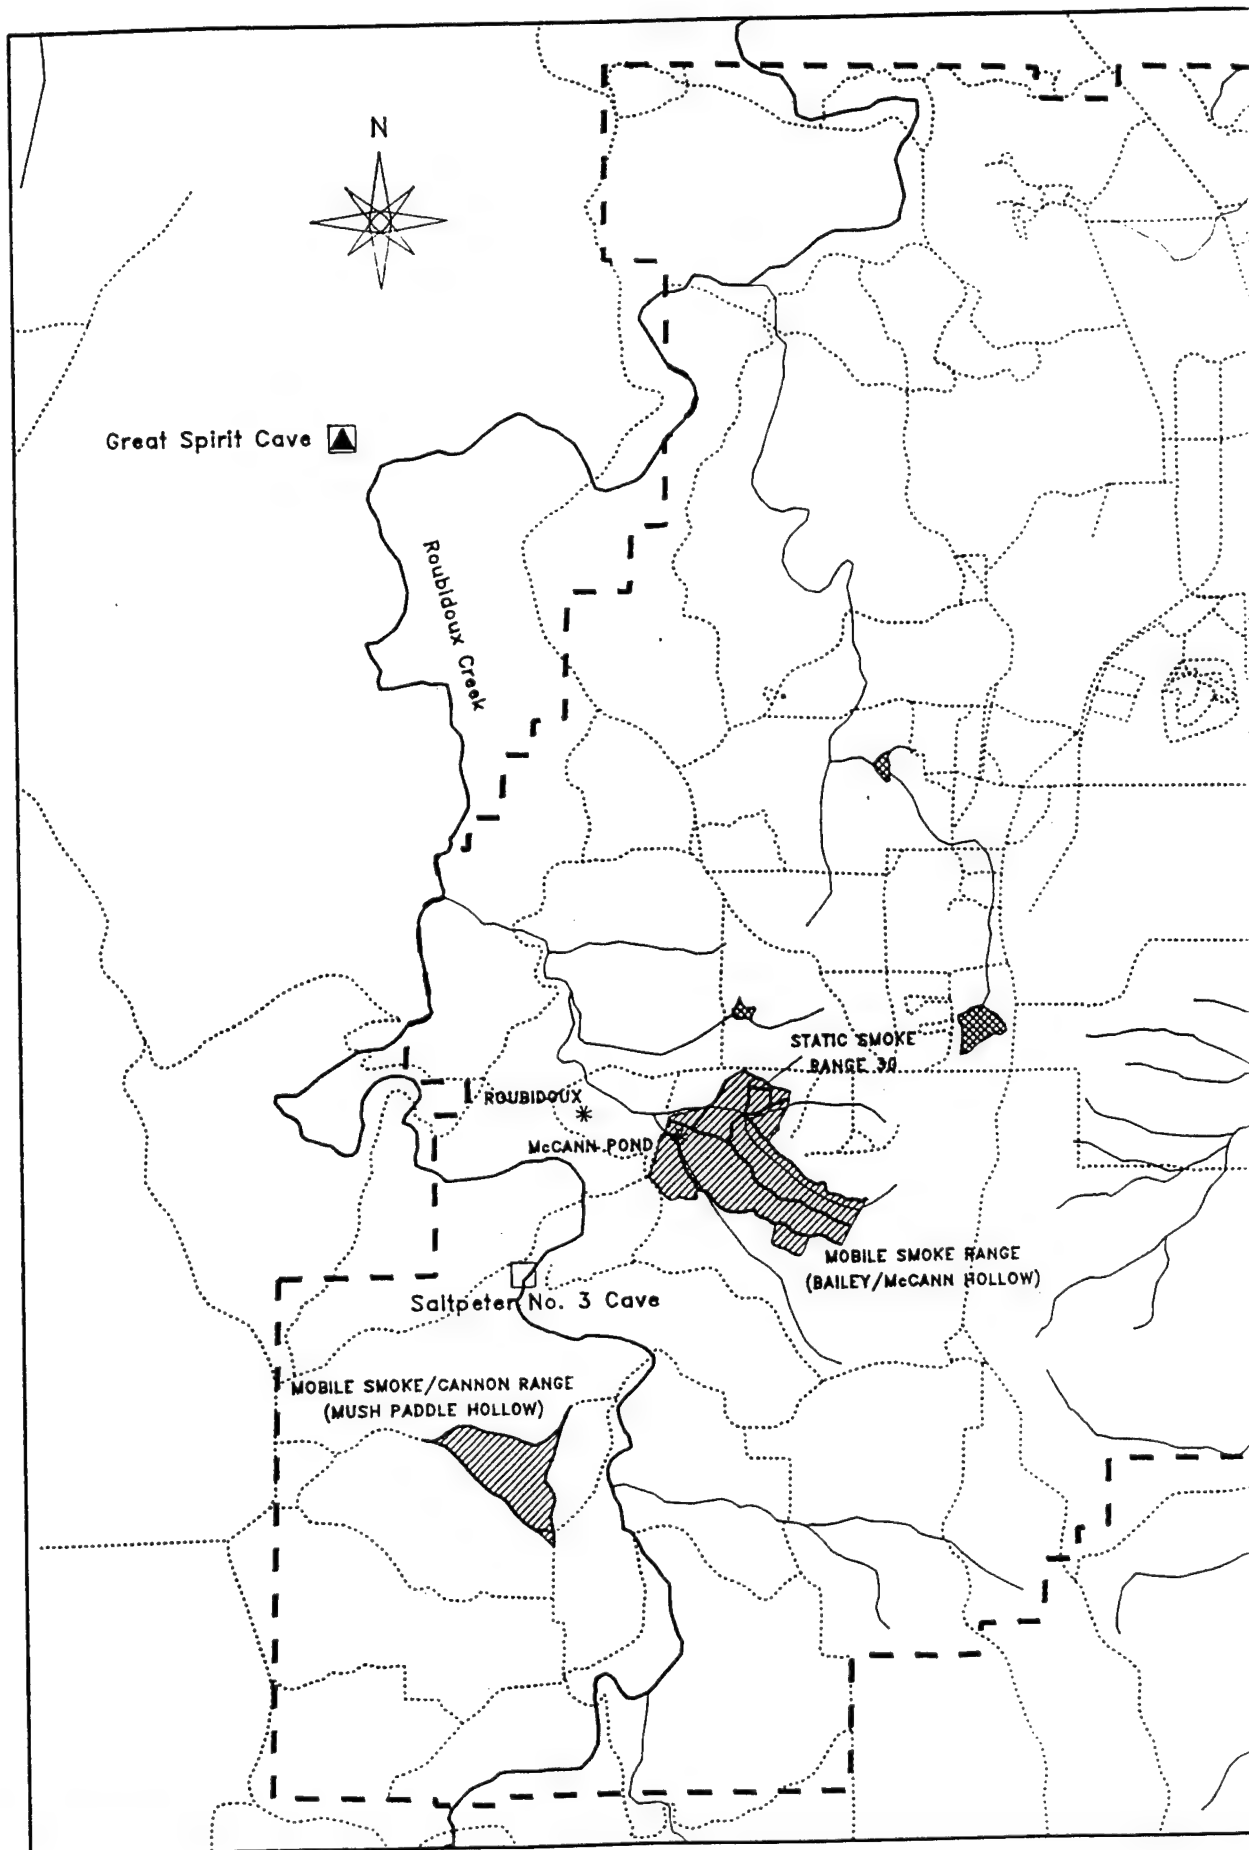 N
Great Spirit Cave
Roubidoux Creek
STATIC SMOKE
RANGE 30
ROUBIDOUX
McCANN POND
MOBILE SMOKE RANGE
(BAILEY/McCANN HOLLOW)
Saltpeter No. 3 Cave
MOBILE SMOKE/CANNON RANGE
(MUSH PADDLE HOLLOW)